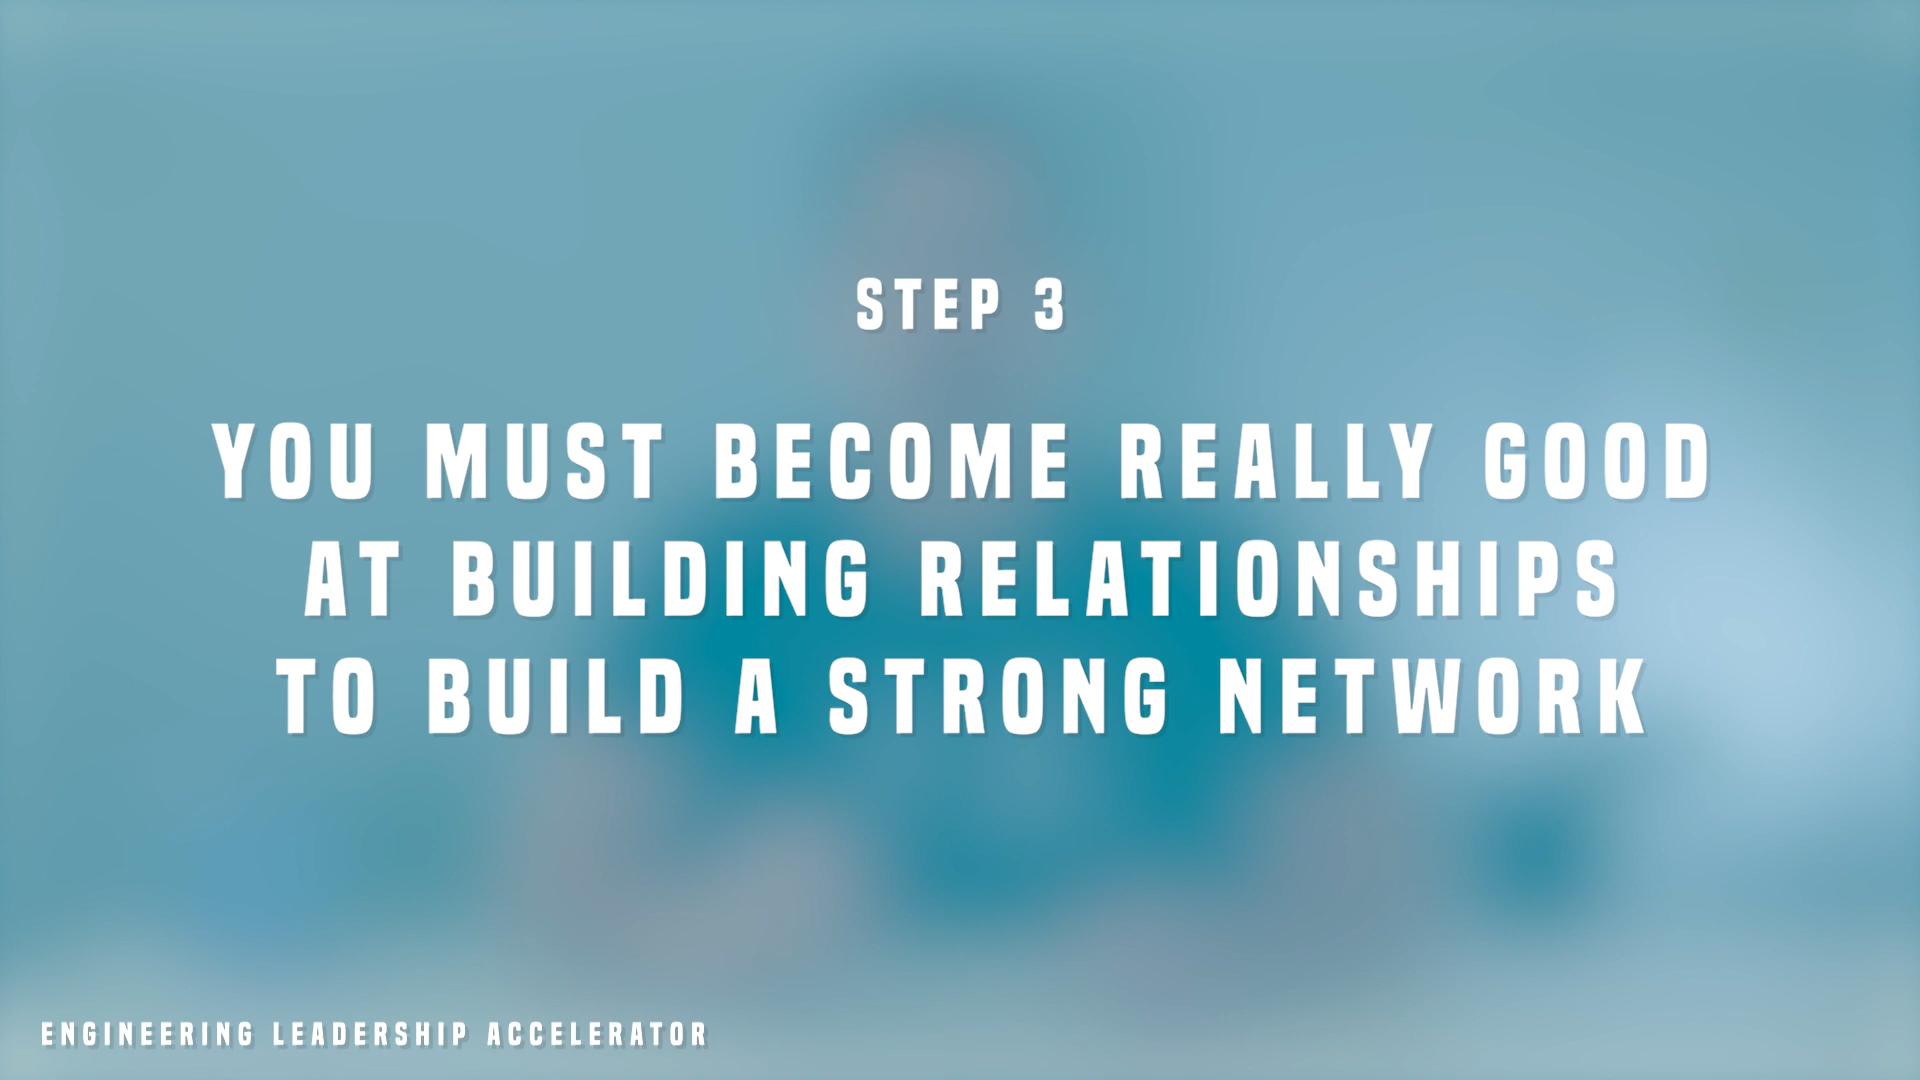 STEP 3
YOU MUST BECOME REALLY GOOD
AT BUILDING RELATIONSHIPS
TO BUILD A STRONG NETWORK
ENGINEERING LEADERSHIP ACCELERATOR